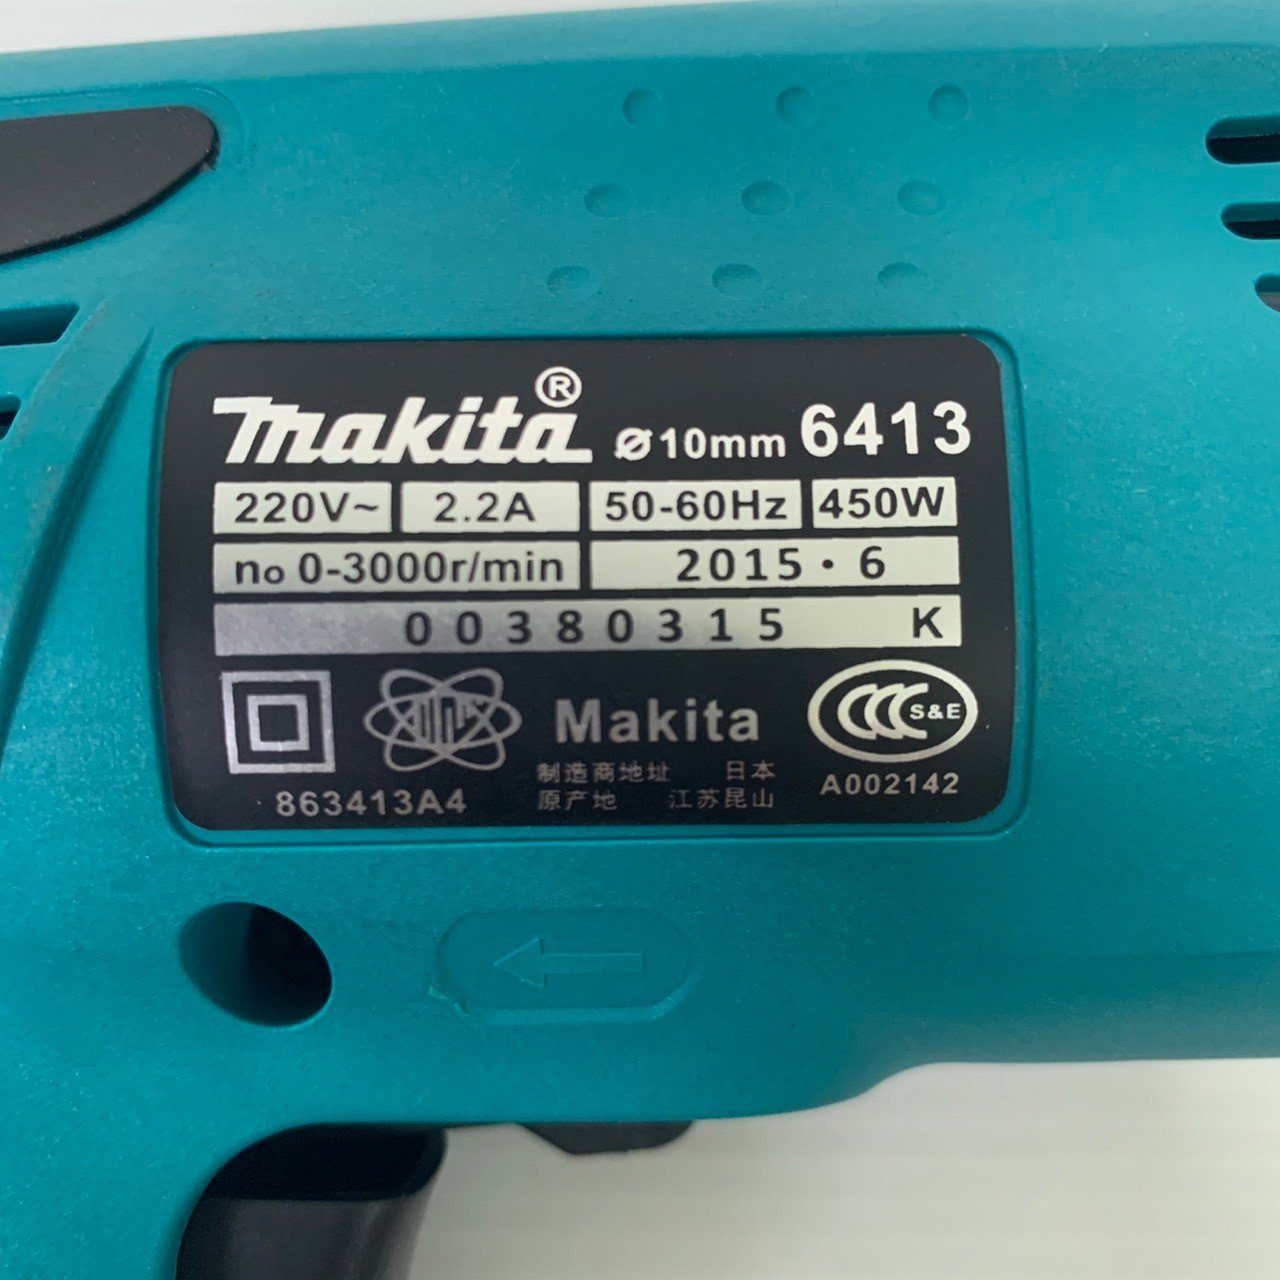 makita® ø10mm 6413
220V~ 2.2A 50-60Hz 450W
no 0-3000r/min 2015・6
00380315 K
Makita S&E
制造商地址 日本
863413A4 原产地 江苏昆山 A002142